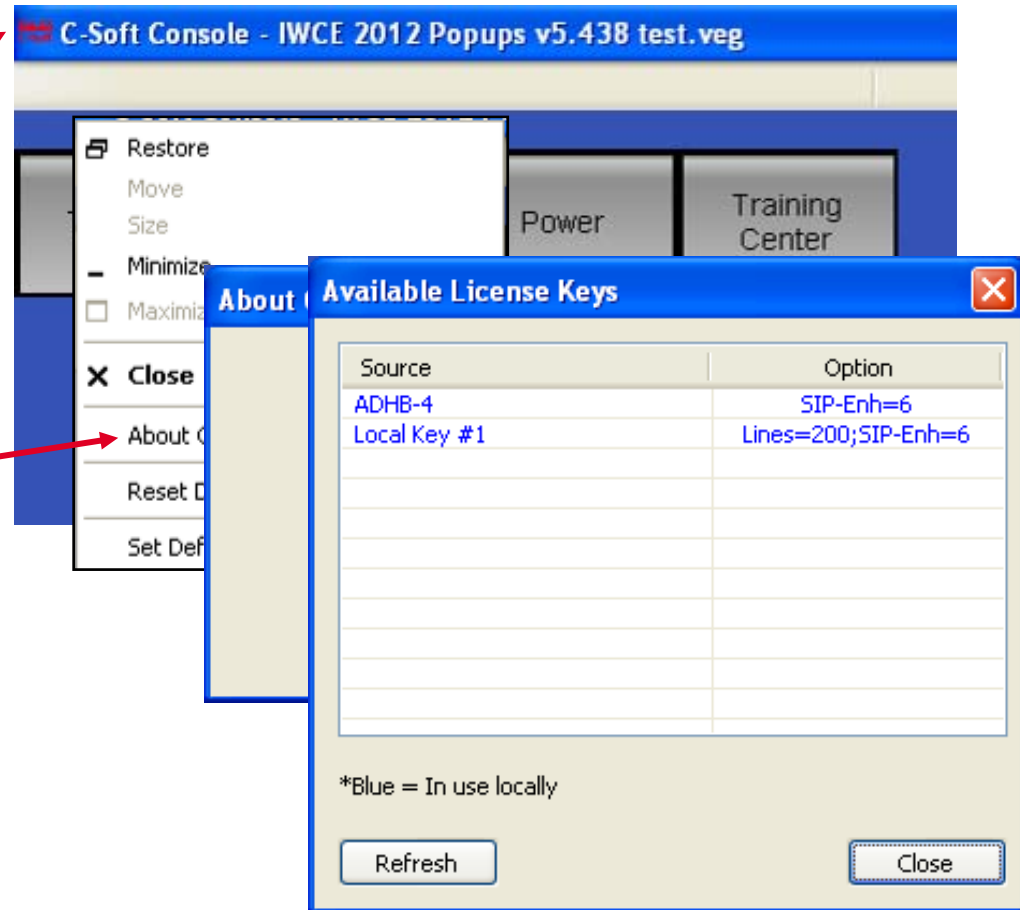 C-Soft Console - IWCE 2012 Popups v5.438 test.veg
Restore
Move
Size
Minimize
Close
About
Reset
Set Def
Power
Training
Center
About
Available License Keys
Source Option
ADHB-4 SIP-Enh=6
Local Key #1 Lines=200;SIP-Enh=6
*Blue = In use locally
Refresh Close